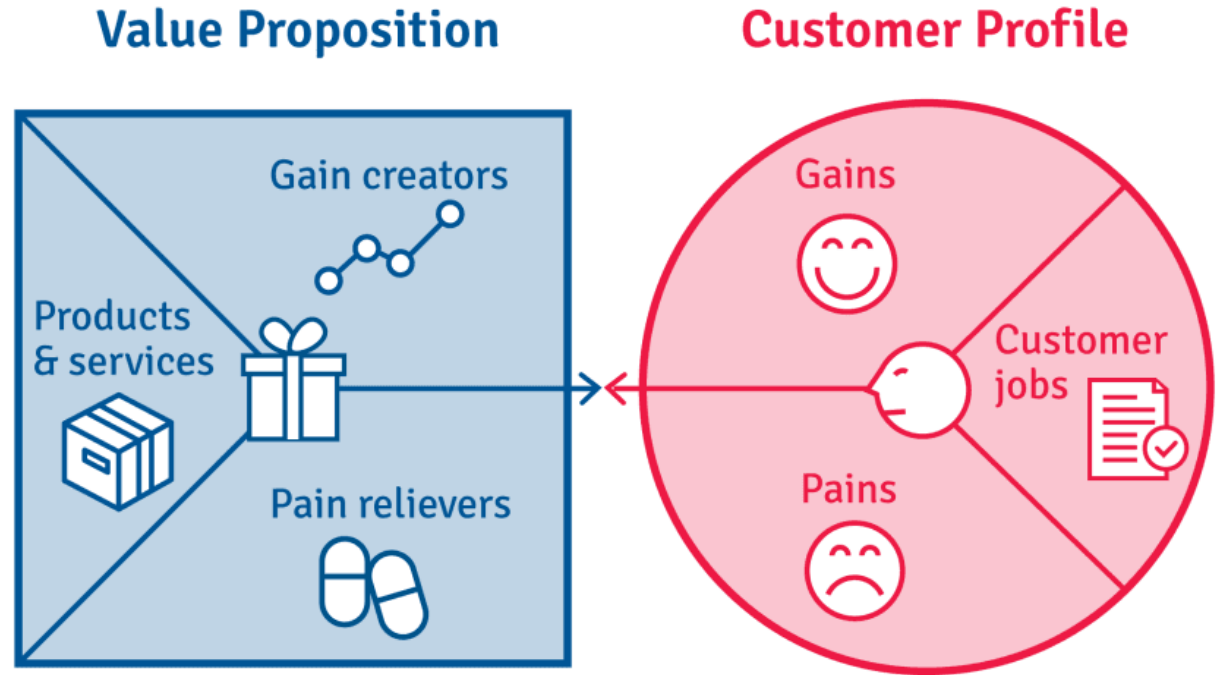 Value Proposition
Customer Profile
Gain creators
Products
& services
Pain relievers
Gains
Customer
jobs
Pains